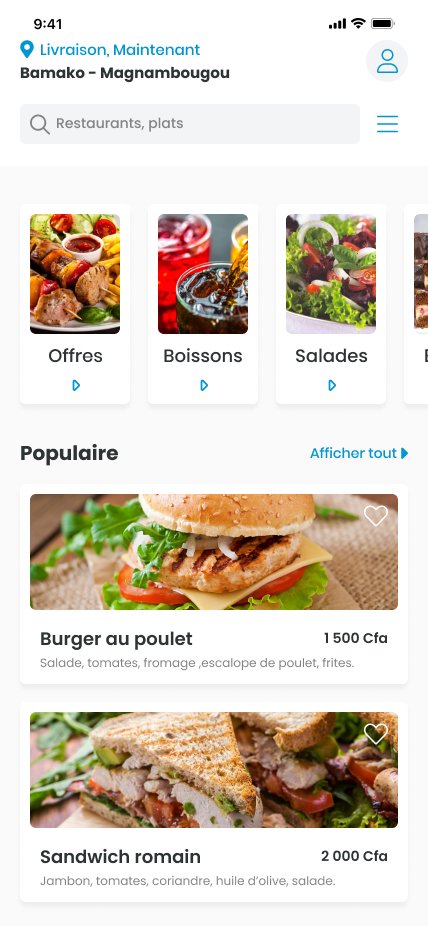 9:41
Livraison, Maintenant
Bamako - Magnambougou
Restaurants, plats
Offres
Boissons
Salades
Populaire
Afficher tout
Burger au poulet
1 500 Cfa
Salade, tomates, fromage ,escalope de poulet, frites.
Sandwich romain
2 000 Cfa
Jambon, tomates, coriandre, huile d'olive, salade.